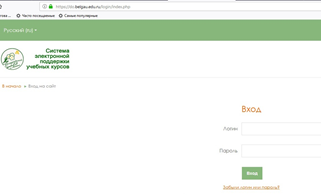 https://do.belgau.edu.ru/login/index.php
Часто посещаемые Самые популярные
Русский (ru)
Система
электронной
поддержки
учебных курсов
В начало » Вход на сайт
Вход
Логин
Пароль
Вход
Забыли логин или пароль?